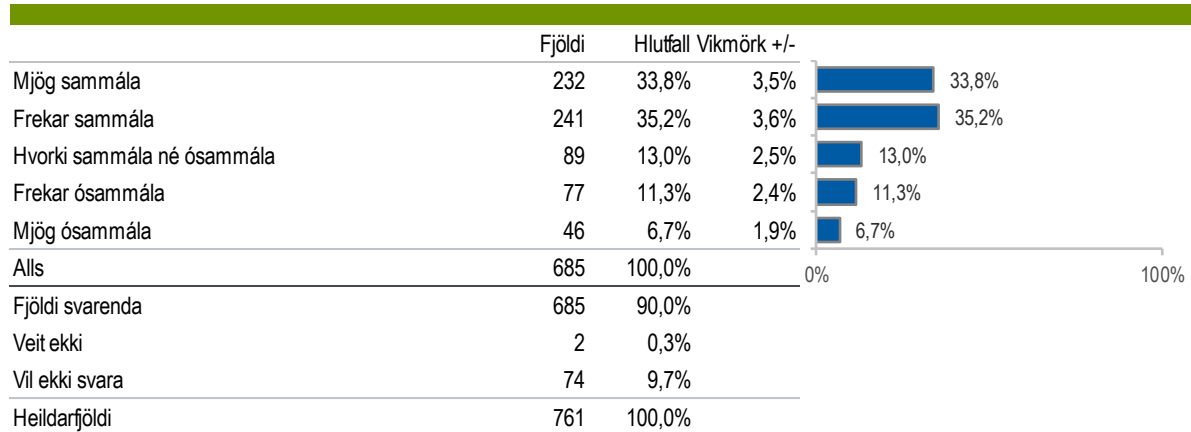 Fjöldi Hlutfall Vikmörk +/-
Mjög sammála 232 33,8% 3,5% 33,8%
Frekar sammála 241 35,2% 3,6% 35,2%
Hvorki sammála né ósammála 89 13,0% 2,5% 13,0%
Frekar ósammála 77 11,3% 2,4% 11,3%
Mjög ósammála 46 6,7% 1,9% 6,7%
Alls 685 100,0% 0% 100%
Fjöldi svarenda 685 90,0%
Veit ekki 2 0,3%
Vil ekki svara 74 9,7%
Heildarfjöldi 761 100,0%